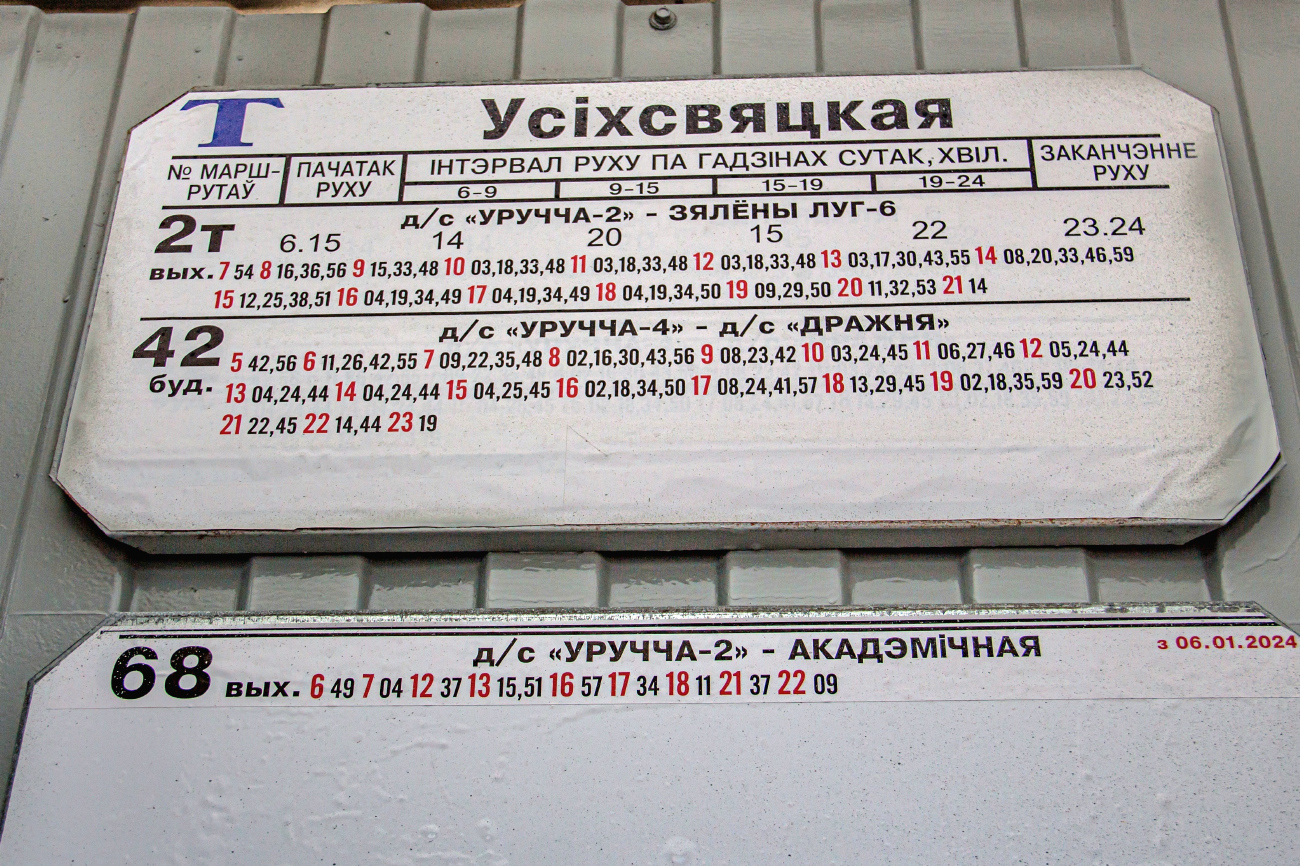 Т Усіхсвяцкая
№ МАРШ- ПАЧАТАК ІНТЭРВАЛ РУХУ ПА ГАДЗІНАХ СУТАК, ХВІЛ. ЗАКАНЧЭННЕ
РУТАЎ РУХУ 6-9 9-15 15-19 19-24 РУХУ
д/с «УРУЧЧА-2» - ЗЯЛЁНЫ ЛУГ-6
2т 6.15 14 20 15 22 23.24
вых. 7 54 8 16,36,56 9 15,33,48 10 03,18,33,48 11 03,18,33,48 12 03,18,33,48 13 03,17,30,43,55 14 08,20,33,46,59
15 12,25,38,51 16 04,19,34,49 17 04,19,34,49 18 04,19,34,50 19 09,29,50 20 11,32,53 21 14
д/с «УРУЧЧА-4» - д/с «ДРАЖНЯ»
42 5 42,56 6 11,26,42,55 7 09,22,35,48 8 02,16,30,43,56 9 08,23,42 10 03,24,45 11 06,27,46 12 05,24,44
буд. 13 04,24,44 14 04,24,44 15 04,25,45 16 02,18,34,50 17 08,24,41,57 18 13,29,45 19 02,18,35,59 20 23,52
21 22,45 22 14,44 23 19
д/с «УРУЧЧА-2» - АКАДЭМіЧНАЯ з 06.01.2024
68 вых. 6 49 7 04 12 37 13 15,51 16 57 17 34 18 11 21 37 22 09